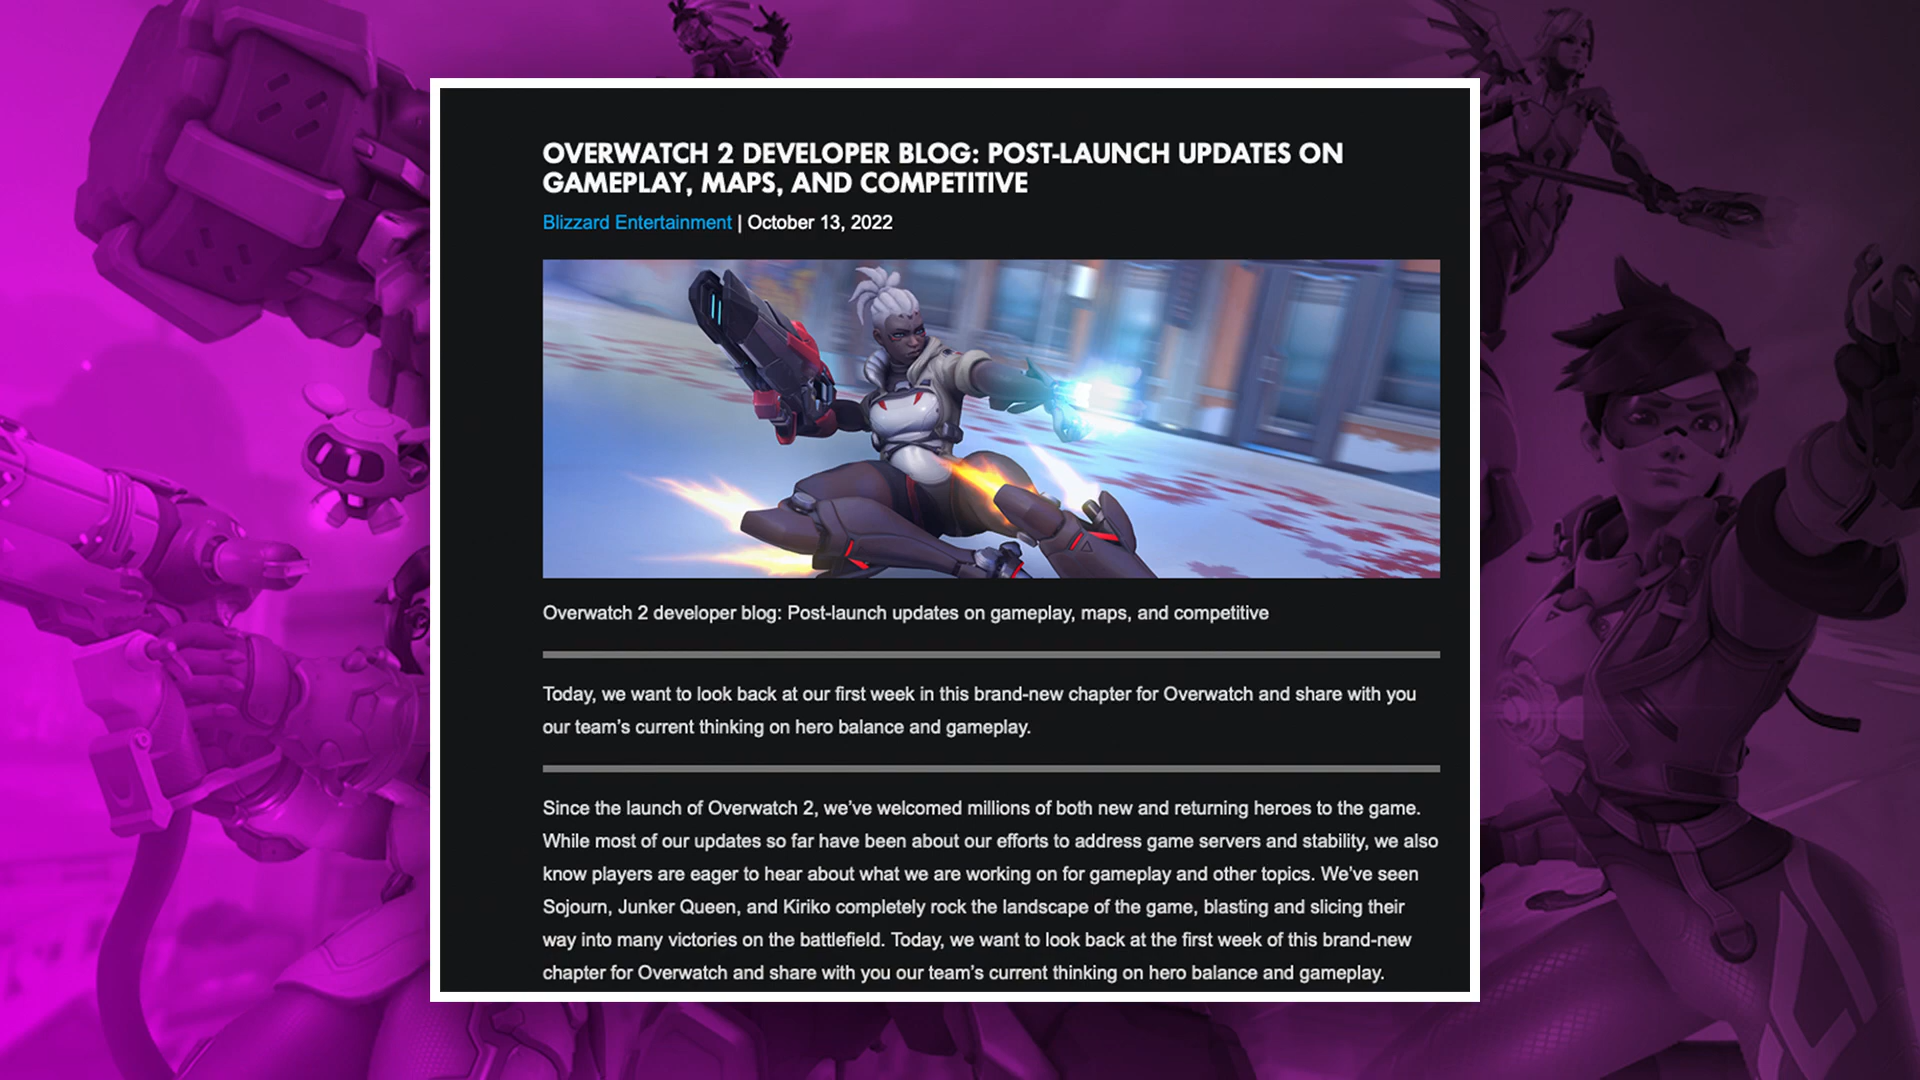 OVERWATCH 2 DEVELOPER BLOG: POST-LAUNCH UPDATES ON
GAMEPLAY, MAPS, AND COMPETITIVE
Blizzard Entertainment | October 13, 2022
Overwatch 2 developer blog: Post-launch updates on gameplay, maps, and competitive
Today, we want to look back at our first week in this brand-new chapter for Overwatch and share with you
our team’s current thinking on hero balance and gameplay.
Since the launch of Overwatch 2, we’ve welcomed millions of both new and returning heroes to the game.
While most of our updates so far have been about our efforts to address game servers and stability, we also
know players are eager to hear about what we are working on for gameplay and other topics. We’ve seen
Sojourn, Junker Queen, and Kiriko completely rock the landscape of the game, blasting and slicing their
way into many victories on the battlefield. Today, we want to look back at the first week of this brand-new
chapter for Overwatch and share with you our team’s current thinking on hero balance and gameplay.